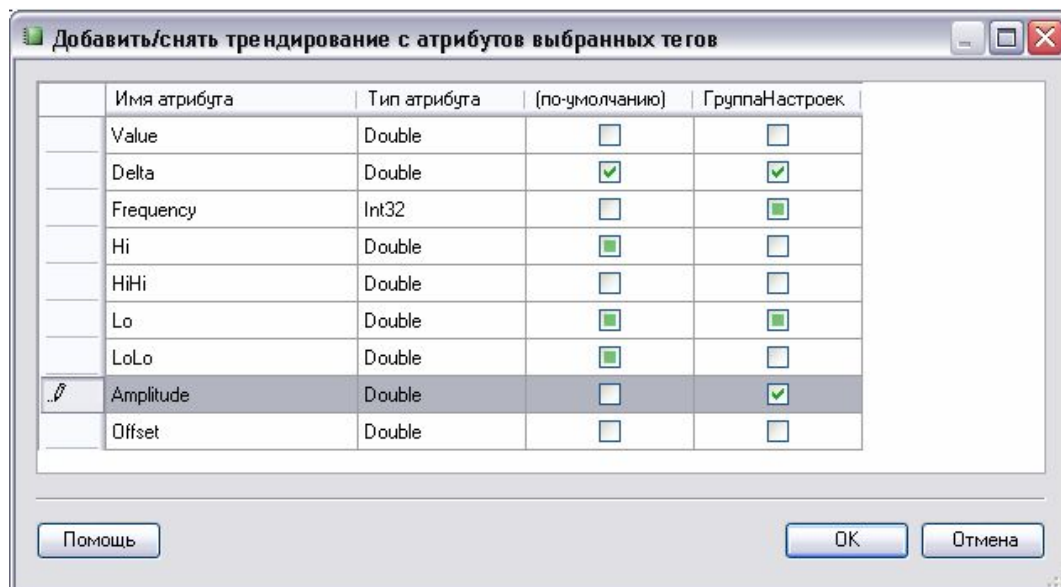 Добавить/снять трендирование с атрибутов выбранных тегов
Имя атрибута Тип атрибута (по-умолчанию) ГруппаНастроек
Value Double
Delta Double
Frequency Int32
Hi Double
HiHi Double
Lo Double
LoLo Double
Amplitude Double
Offset Double
Помощь OK Отмена